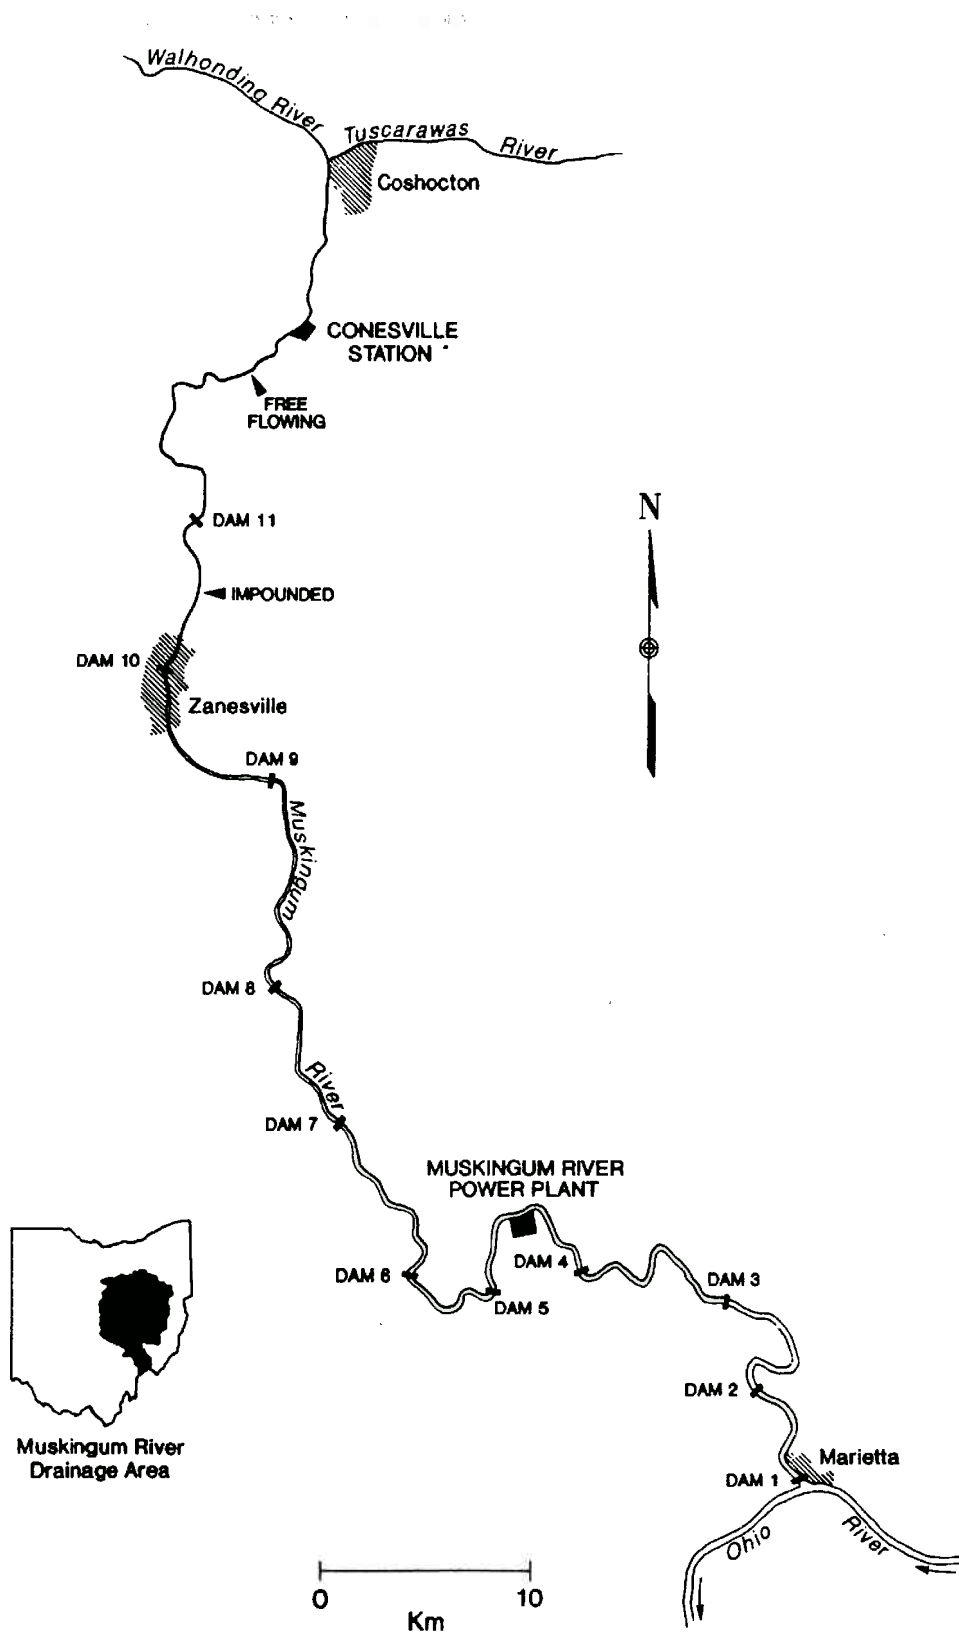 Walhonding River
Tuscarawas River
Coshocton
CONESVILLE
STATION
FREE
FLOWING
N
DAM 11
IMPOUNDED
DAM 10
Zanesville
DAM 9
Muskingum River
DAM 8
DAM 7
MUSKINGUM RIVER
POWER PLANT
DAM 4
DAM 6
DAM 3
DAM 5
DAM 2
Muskingum River
Drainage Area
Marietta
DAM 1
Ohio River
0 10
Km